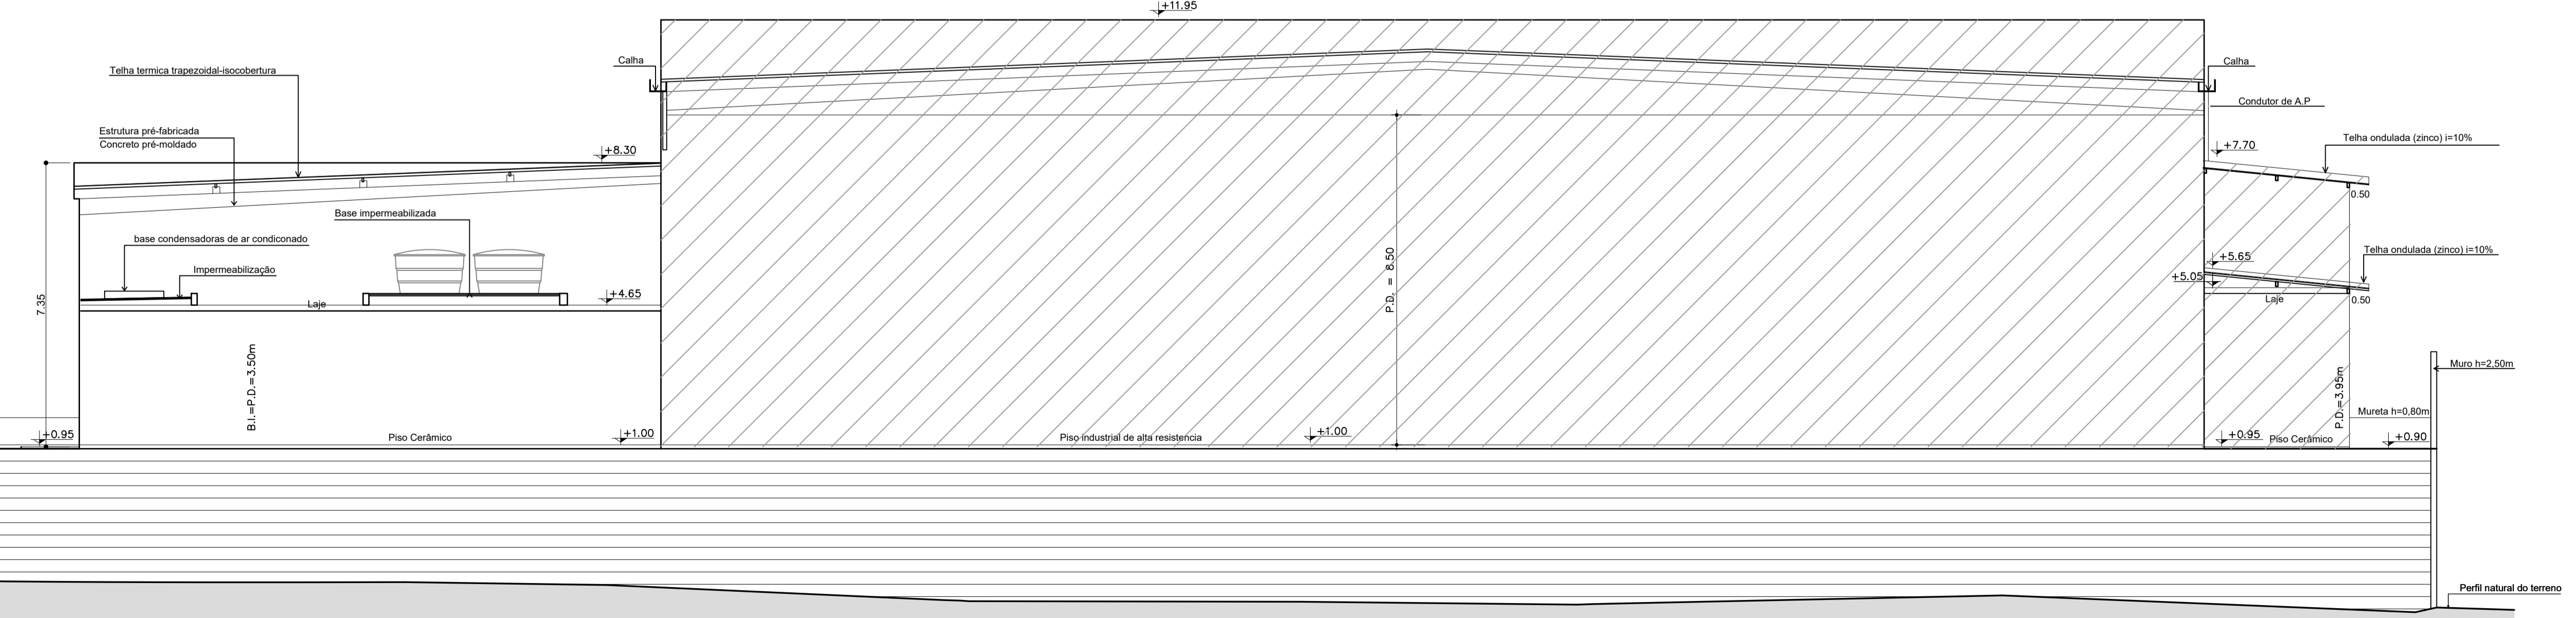 +11.95
Calha
Telha termica trapezoidal-isocobertura
Calha
Condutor de A.P
Estrutura pré-fabricada
Concreto pré-moldado
Telha ondulada (zinco) i=10%
+8.30
+7.70
0.50
Base impermeabilizada
base condensadoras de ar condiconado
Telha ondulada (zinco) i=10%
+5.65
Impermeabilização
+5.05
P.D. = 8.50
+4.65
Laje
Laje
0.50
7.35
B.I.=P.D.=3.50m
Muro h=2,50m
P.D.=3.95m
Mureta h=0,80m
+0.95
Piso Cerâmico
+1.00
Piso industrial de alta resistencia
+1.00
+0.95
Piso Cerâmico
+0.90
Perfil natural do terreno